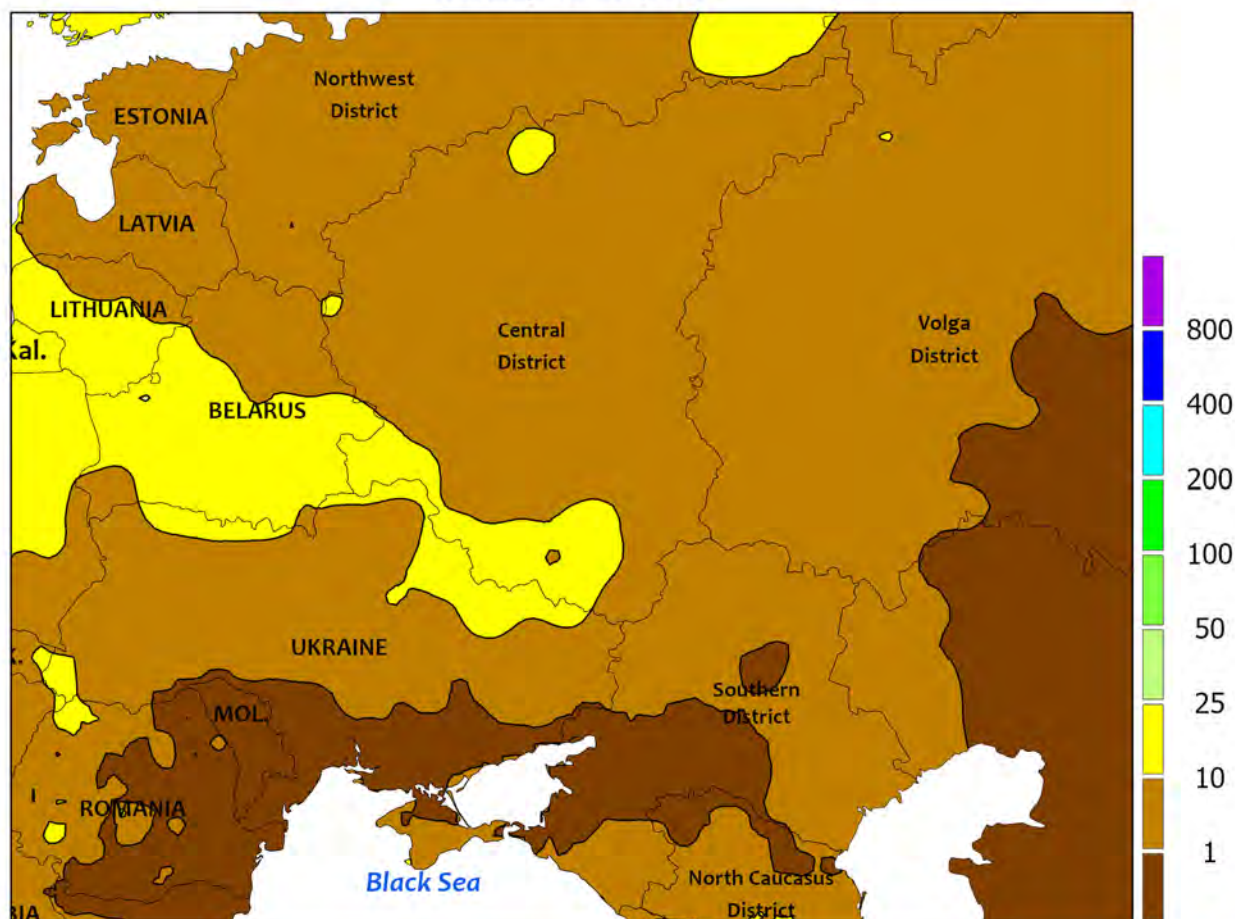 Northwest
District
ESTONIA
LATVIA
LITHUANIA
Kal.
Central
District
Volga
District
BELARUS
UKRAINE
Southern
District
MOL.
ROMANIA
Black Sea
North Caucasus
District
800
400
200
100
50
25
10
1